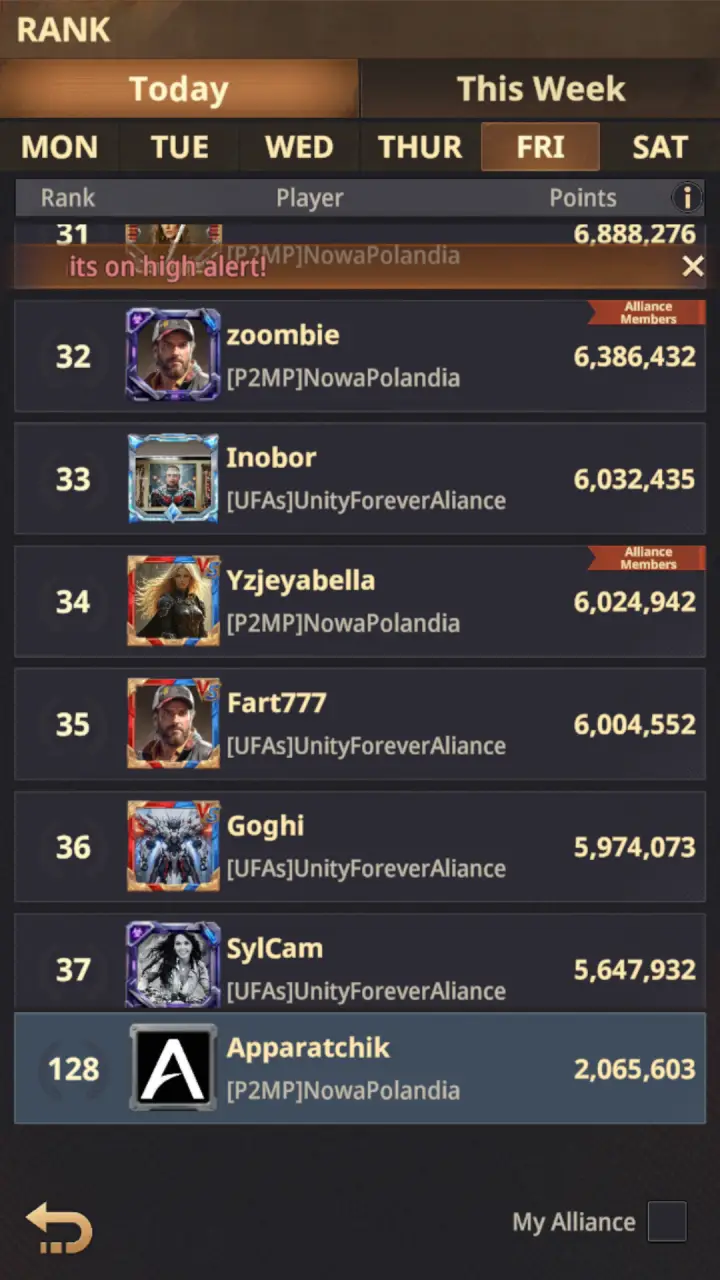 RANK
Today This Week
MON TUE WED THUR FRI SAT
Rank Player Points i
31 6,888,276
[P2MP]NowaPolandia
its on high alert!
Alliance
Members
zoombie
32 6,386,432
[P2MP]NowaPolandia
Inobor
33 6,032,435
[UFAs]UnityForeverAliance
Alliance
Members
Yzjeyabella
34 6,024,942
[P2MP]NowaPolandia
Fart777
35 6,004,552
[UFAs]UnityForeverAliance
Goghi
36 5,974,073
[UFAs]UnityForeverAliance
SylCam
37 5,647,932
[UFAs]UnityForeverAliance
Apparatchik
128 2,065,603
[P2MP]NowaPolandia
My Alliance